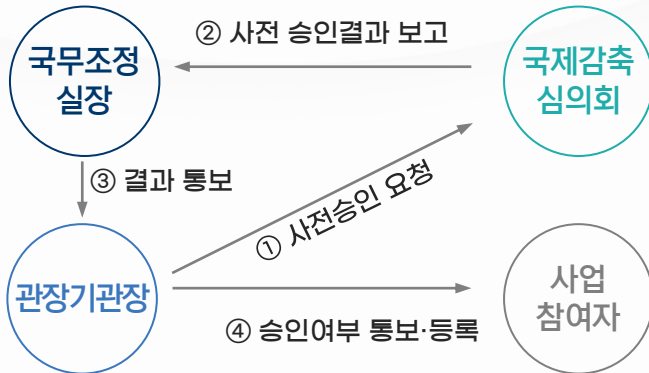 ② 사전 승인결과 보고
국무조정
실장
국제감축
심의회
③ 결과 통보
① 사전승인 요청
관장기관장
사업
참여자
④ 승인여부 통보·등록